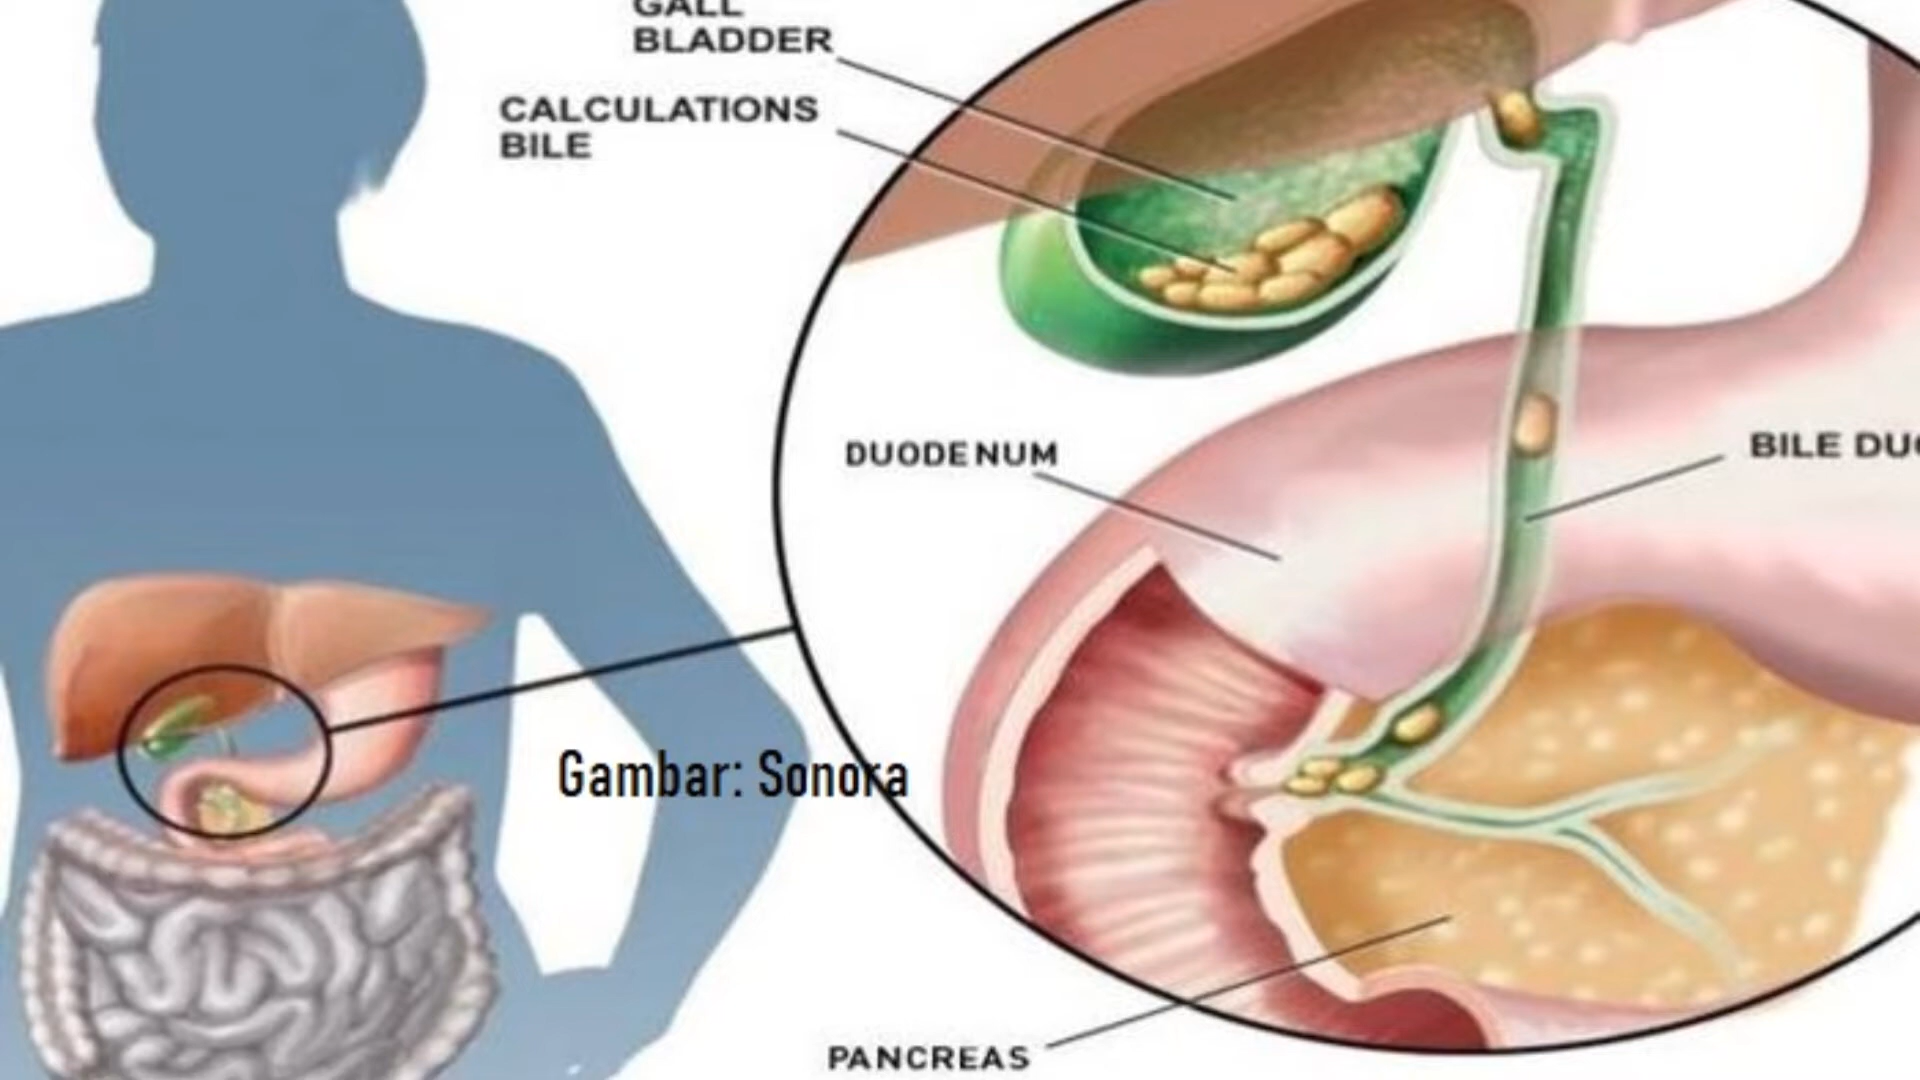 GALL
BLADDER
CALCULATIONS
BILE
DUODENUM
BILE DUC
Gambar: Sonora
PANCREAS